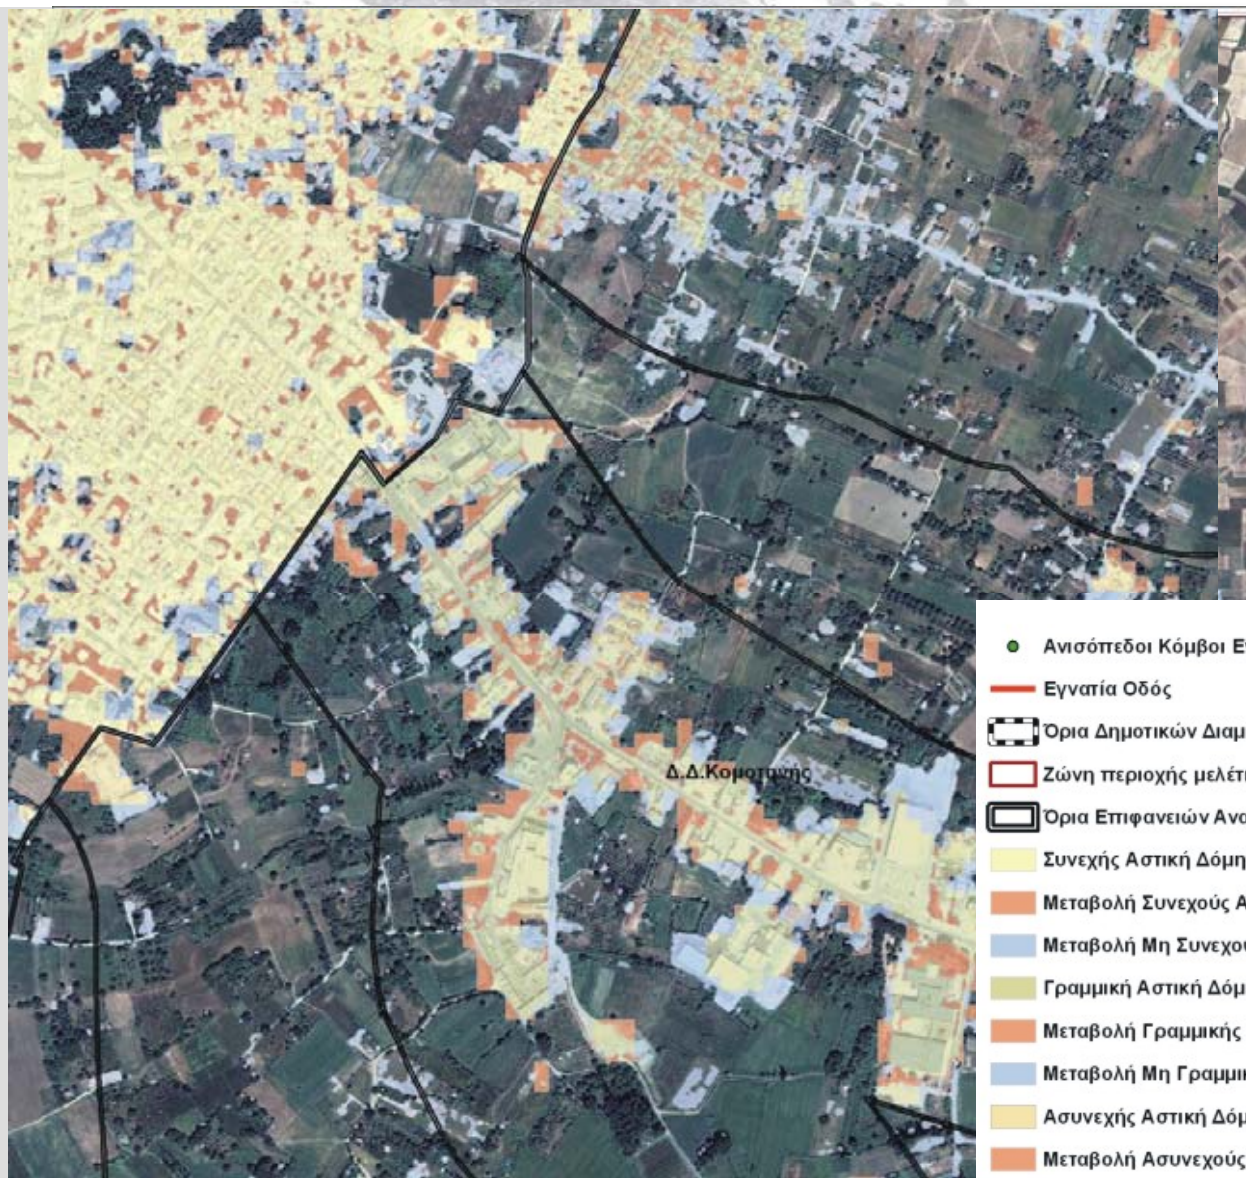 Δ.Δ.Κομοτηνής
Ανισόπεδοι Κόμβοι
Εγνατία Οδός
Όρια Δημοτικών
Ζώνη περιοχής
Όρια Επιφανειών
Συνεχής Αστική Δόμη
Μεταβολή Συνεχούς
Μεταβολή Μη
Γραμμική Αστική
Μεταβολή Γραμμικής
Μεταβολή Μη
Ασυνεχής Αστική
Μεταβολή Ασυνεχούς